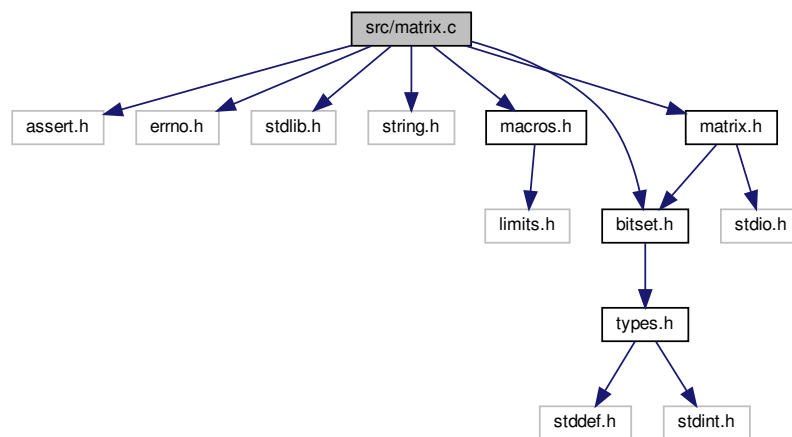 src/matrix.c
assert.h
errno.h
stdlib.h
string.h
macros.h
matrix.h
limits.h
bitset.h
stdio.h
types.h
stddef.h
stdint.h